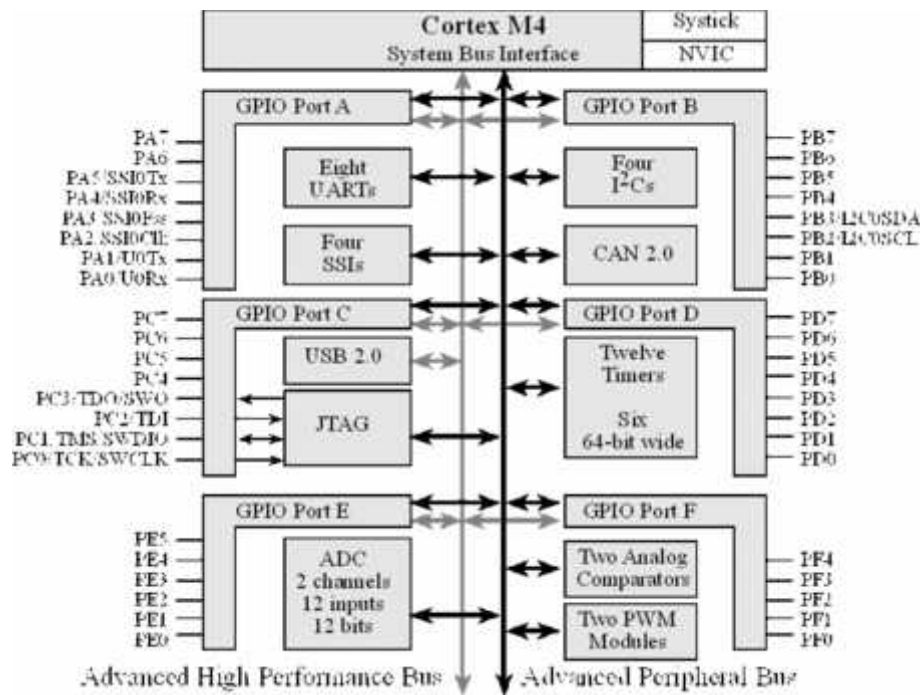 Cortex M4
System Bus Interface
Systick
NVIC
GPIO Port A
PA7
PA6
PA5/SSI0Tx
PA4/SSI0Rx
PA3/SSI0Fss
PA2/SSI0Clk
PA1/U0Tx
PA0/U0Rx
Eight
UARTs
Four
SSIs
GPIO Port B
Four
I²Cs
CAN 2.0
PB7
PB6
PB5
PB4
PB3/I2C0SDA
PB2/I2C0SCL
PB1
PB0
GPIO Port C
PC7
PC6
PC5
PC4
PC3/TDO/SWO
PC2/TDI
PC1/TMS/SWDIO
PC0/TCK/SWCLK
USB 2.0
JTAG
GPIO Port D
Twelve
Timers
Six
64-bit wide
PD7
PD6
PD5
PD4
PD3
PD2
PD1
PD0
GPIO Port E
PE5
PE4
PE3
PE2
PE1
PE0
ADC
2 channels
12 inputs
12 bits
GPIO Port F
Two Analog
Comparators
Two PWM
Modules
PF4
PF3
PF2
PF1
PF0
Advanced High Performance Bus
Advanced Peripheral Bus